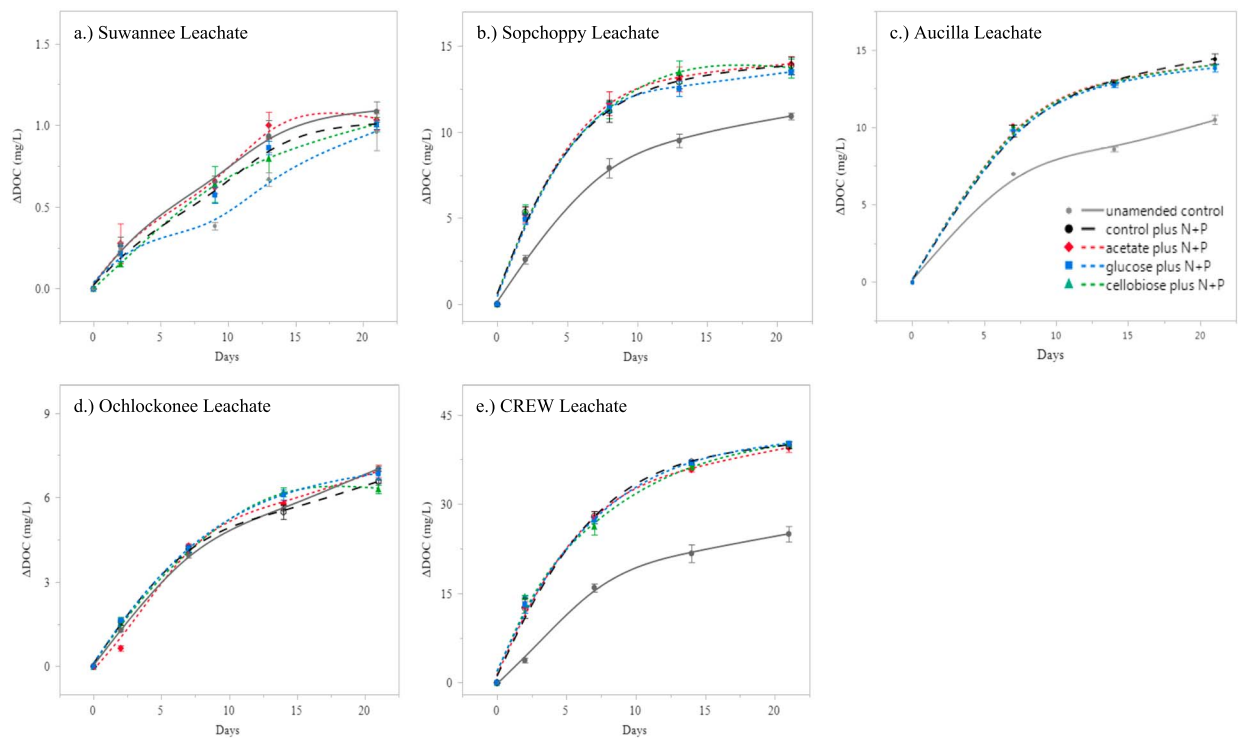 a.) Suwannee Leachate
1.5
1.0
0.5
0.0
ΔDOC (mg/L)
0 5 10 15 20
Days
b.) Sopchoppy Leachate
15
10
5
0
ΔDOC (mg/L)
0 5 10 15 20
Days
c.) Aucilla Leachate
15
10
5
0
ΔDOC (mg/L)
unamended control
control plus N+P
acetate plus N+P
glucose plus N+P
cellobiose plus N+P
0 5 10 15 20
Days
d.) Ochlockonee Leachate
9
6
3
0
ΔDOC (mg/L)
0 5 10 15 20
Days
e.) CREW Leachate
45
30
15
0
ΔDOC (mg/L)
0 5 10 15 20
Days